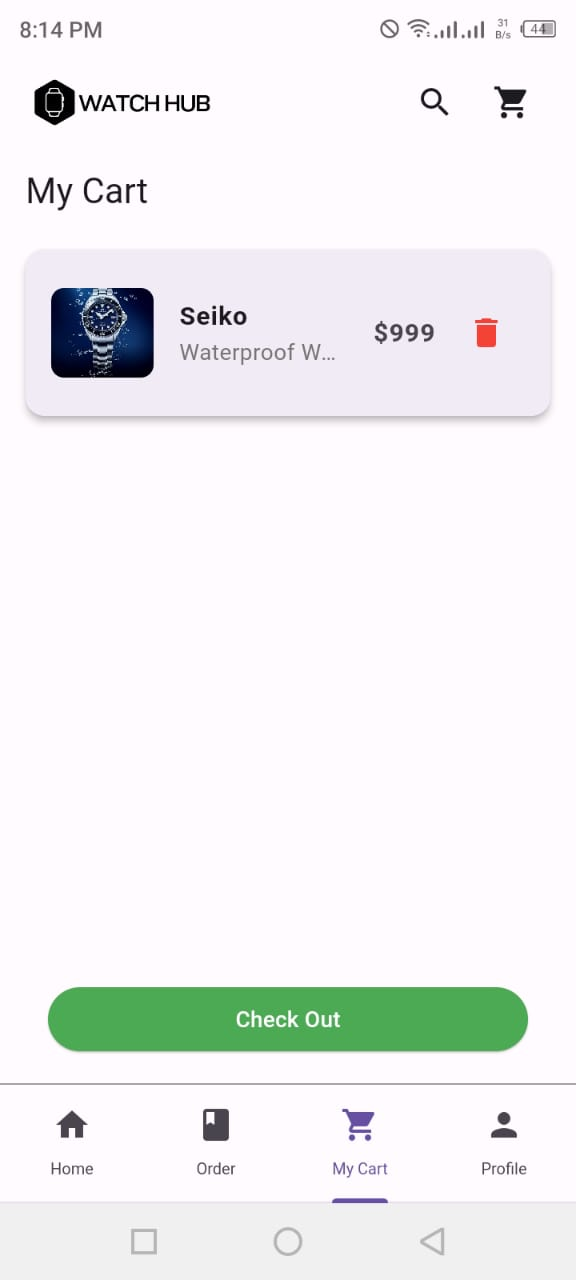 8:14 PM
31
B/s
44
WATCH HUB
My Cart
Seiko
Waterproof W...
$999
Check Out
Home
Order
My Cart
Profile